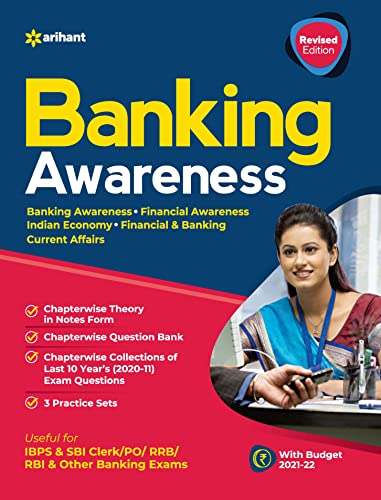 arihant
Revised
Edition
Banking
Awareness
Banking Awareness • Financial Awareness
Indian Economy • Financial & Banking
Current Affairs
Chapterwise Theory
in Notes Form
Chapterwise Question Bank
Chapterwise Collections of
Last 10 Year's (2020-11)
Exam Questions
3 Practice Sets
Useful for
IBPS & SBI Clerk/PO/ RRB/
RBI & Other Banking Exams
₹ With Budget
2021-22